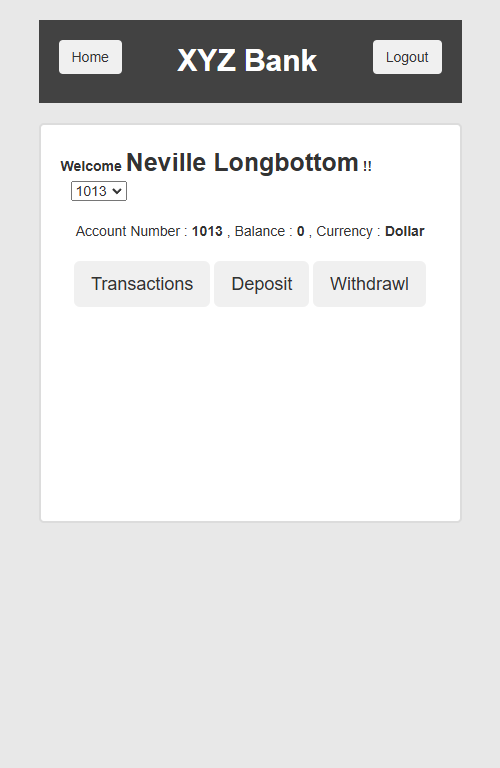 Home XYZ Bank Logout
Welcome Neville Longbottom !!
1013
Account Number : 1013 , Balance : 0 , Currency : Dollar
Transactions Deposit Withdrawl